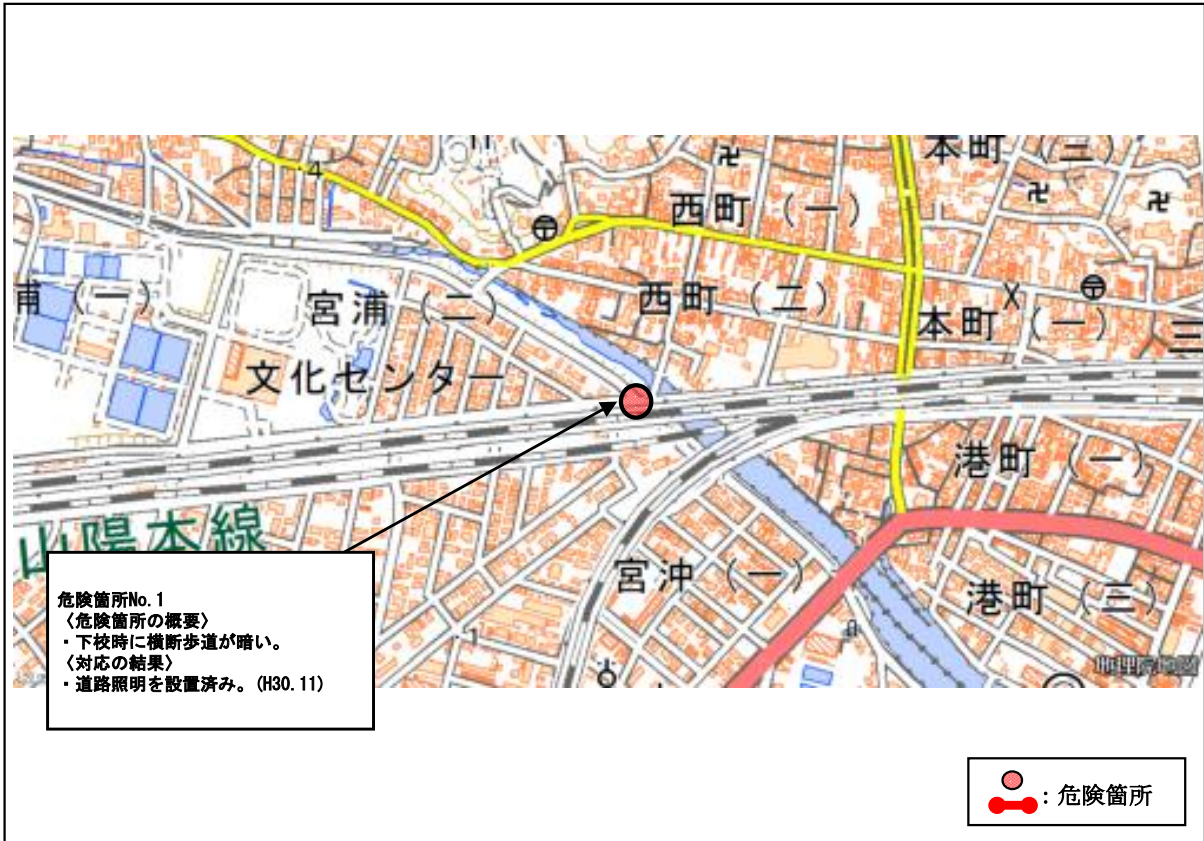 本町（三）
西町（一）
・4
浦（一）
宮浦（二）
西町（二）
本町（一）
三
文化センター
港町（一）
山陽本線
宮沖（一）
港町（三）
危険箇所No.1
〈危険箇所の概要〉
・下校時に横断歩道が暗い。
〈対応の結果〉
・道路照明を設置済み。(H30.11)
地理院地図
：危険箇所